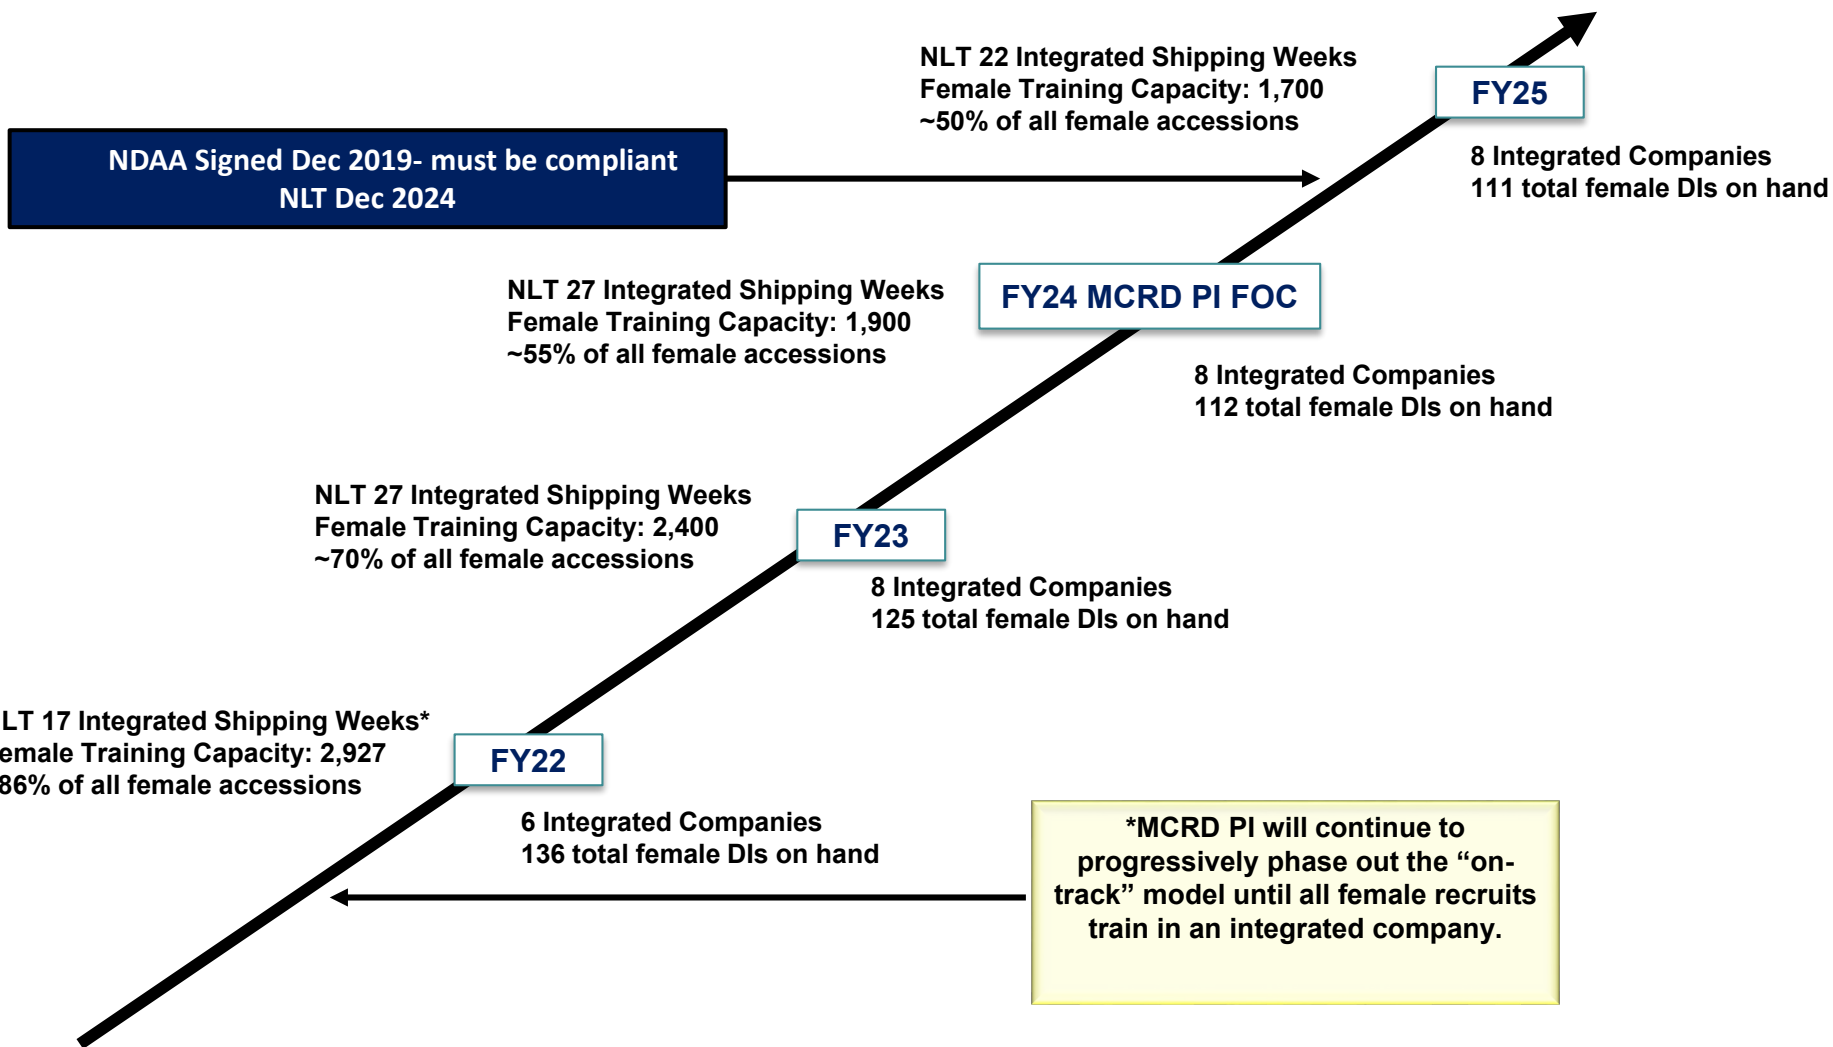 NLT 22 Integrated Shipping Weeks
Female Training Capacity: 1,700
~50% of all female accessions
FY25
8 Integrated Companies
111 total female DIs on hand
NDAA Signed Dec 2019- must be compliant
NLT Dec 2024
NLT 27 Integrated Shipping Weeks
Female Training Capacity: 1,900
~55% of all female accessions
FY24 MCRD PI FOC
8 Integrated Companies
112 total female DIs on hand
NLT 27 Integrated Shipping Weeks
Female Training Capacity: 2,400
~70% of all female accessions
FY23
8 Integrated Companies
125 total female DIs on hand
LT 17 Integrated Shipping Weeks*
emale Training Capacity: 2,927
86% of all female accessions
FY22
6 Integrated Companies
136 total female DIs on hand
*MCRD PI will continue to
progressively phase out the “on-
track” model until all female recruits
train in an integrated company.